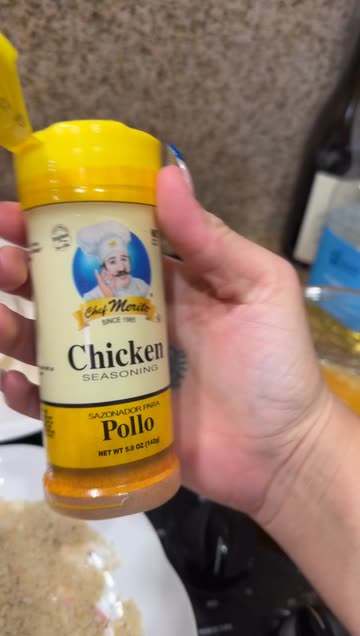 Chef Merito
SINCE 1985
Chicken
SEASONING
SAZONADOR PARA
Pollo
NET WT 5.0 OZ (142g)